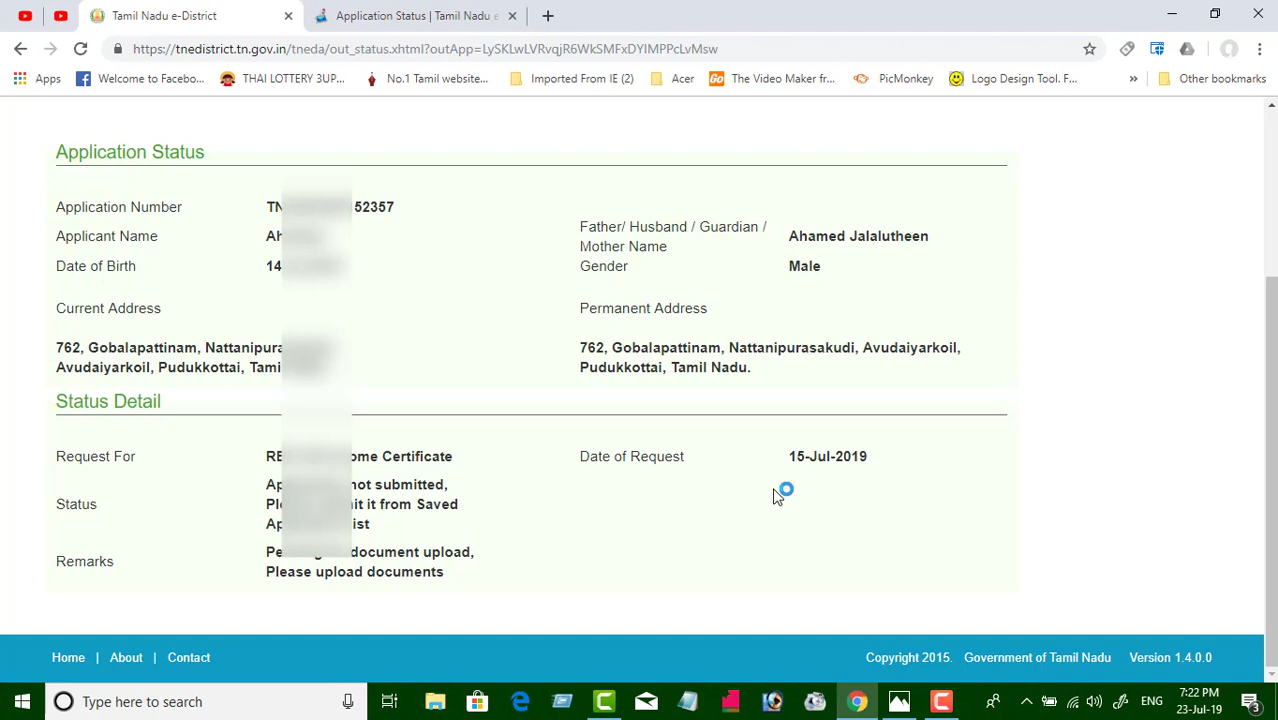 Tamil Nadu e-District
Application Status | Tamil Nadu e
https://tnedistrict.tn.gov.in/tneda/out_status.xhtml?outApp=LySKLwLVRvqjR6WkSMFxDYIMPPcLvMsw
Apps
Welcome to Facebo...
THAI LOTTERY 3UP...
No.1 Tamil website...
Imported From IE (2)
Acer
Go
The Video Maker fr...
PicMonkey
Logo Design Tool. F...
»
Other bookmarks
Application Status
Application Number TN 52357
Applicant Name
Father/ Husband / Guardian /
Mother Name
Ahamed Jalalutheen
Date of Birth 14
Gender Male
Current Address
Permanent Address
762, Gobalapattinam,
Avudaiyarkoil, Pudukkottai,
762, Gobalapattinam, Nattanipurasakudi, Avudaiyarkoil,
Pudukkottai, Tamil Nadu.
Status Detail
Request For Certificate
Date of Request 15-Jul-2019
Status
not submitted,
it from Saved
Remarks
document upload,
Please upload documents
Home | About | Contact
Copyright 2015. Government of Tamil Nadu Version 1.4.0.0
Type here to search
ENG
7:22 PM
23-Jul-19
3